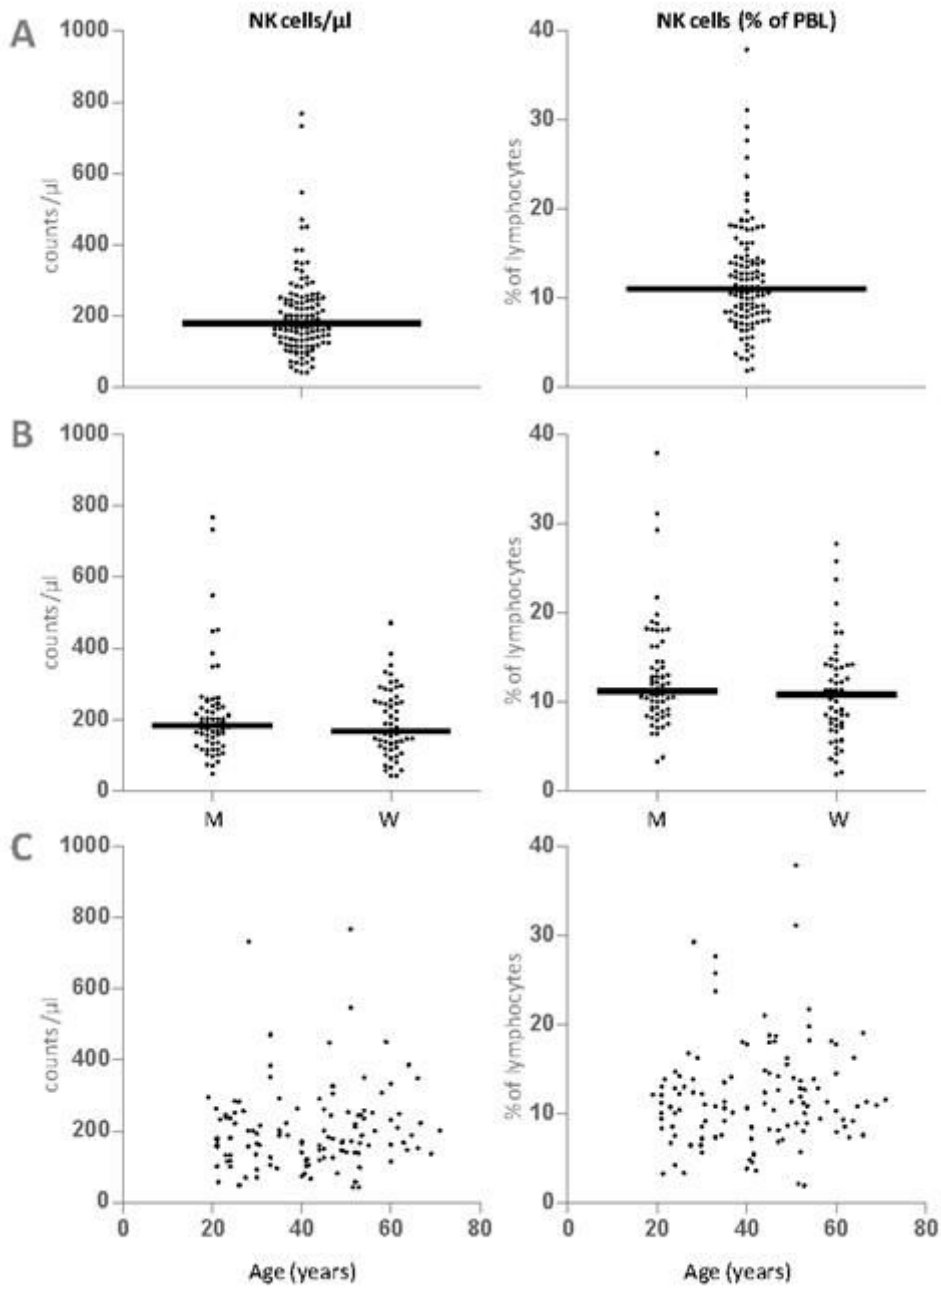 A
NK cells/µl
NK cells (% of PBL)
counts/µl
1000
800
600
400
200
0
% of lymphocytes
40
30
20
10
0
B
counts/µl
1000
800
600
400
200
0
M
W
% of lymphocytes
40
30
20
10
0
M
W
C
counts/µl
1000
800
600
400
200
0
0 20 40 60 80
Age (years)
% of lymphocytes
40
30
20
10
0
0 20 40 60 80
Age (years)